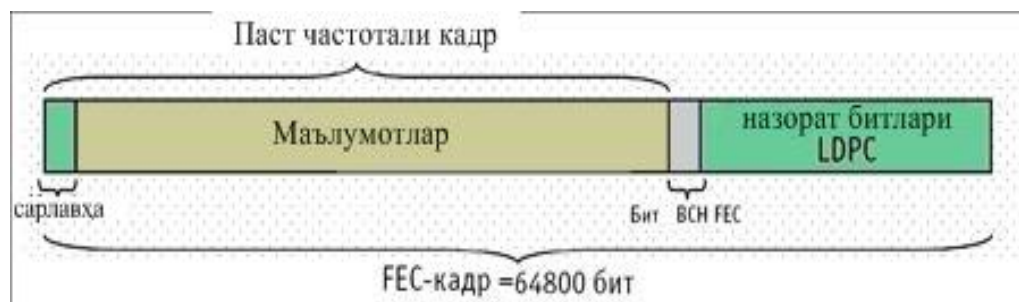 Паст частотали кадр
Маълумотлар
назорат битлари
LDPC
сарлавҳа
Бит BCH FEC
FEC-кадр =64800 бит